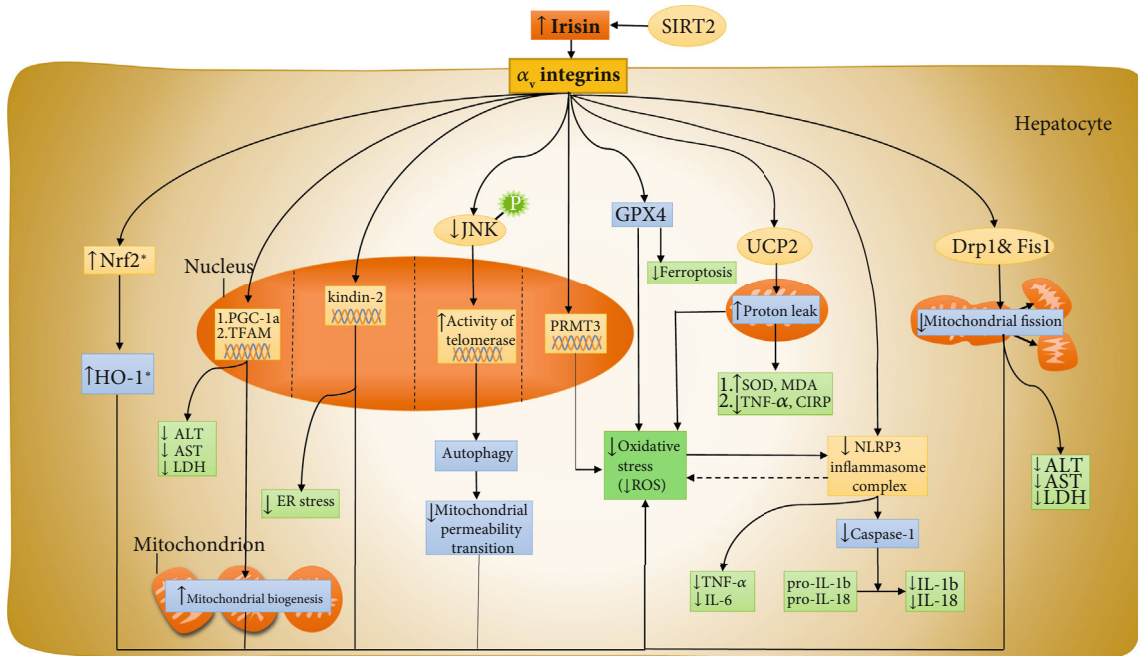 ↑ Irisin
SIRT2
αv integrins
Hepatocyte
P
↓JNK
GPX4
↑Nrf2*
UCP2
Drp1& Fis1
Nucleus
↓Ferroptosis
kindin-2
1.PGC-1a
2.TFAM
↑Activity of
telomerase
PRMT3
↑Proton leak
↓Mitochondrial fission
↑HO-1*
1.↑SOD, MDA
2.↓TNF-α, CIRP
↓ ALT
↓ AST
↓ LDH
Autophagy
↓Oxidative
stress
(↓ROS)
↓ NLRP3
inflammasome
complex
↓ALT
↓AST
↓LDH
↓ ER stress
↓Mitochondrial
permeability
transition
↓Caspase-1
Mitochondrion
↑Mitochondrial biogenesis
↓TNF-α
↓ IL-6
pro-IL-1b
pro-IL-18
↓IL-1b
↓IL-18